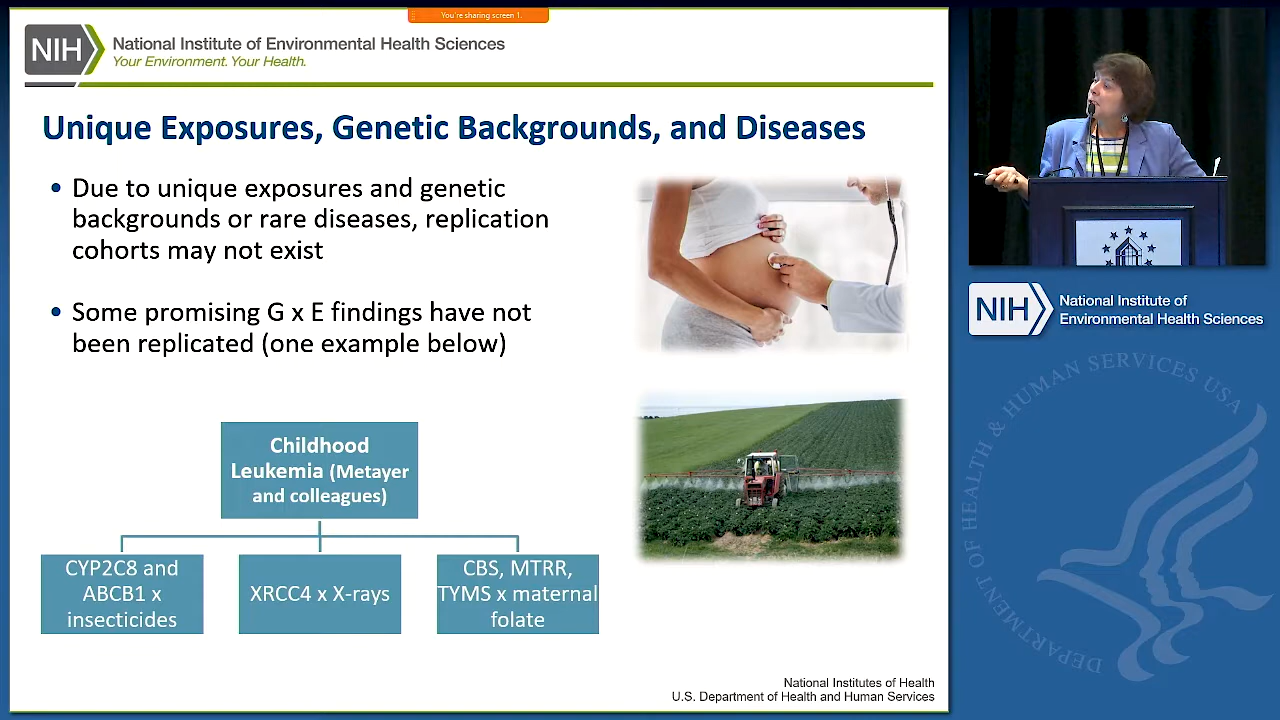 You're sharing screen 1.
NIH
National Institute of Environmental Health Sciences
Your Environment. Your Health.
Unique Exposures, Genetic Backgrounds, and Diseases
• Due to unique exposures and genetic
backgrounds or rare diseases, replication
cohorts may not exist
• Some promising G x E findings have not
been replicated (one example below)
Childhood
Leukemia (Metayer
and colleagues)
CYP2C8 and
ABCB1 x
insecticides
XRCC4 x X-rays
CBS, MTRR,
TYMS x maternal
folate
National Institutes of Health
U.S. Department of Health and Human Services
NIH
National Institute of
Environmental Health Sciences
DEPARTMENT OF HEALTH & HUMAN SERVICES USA